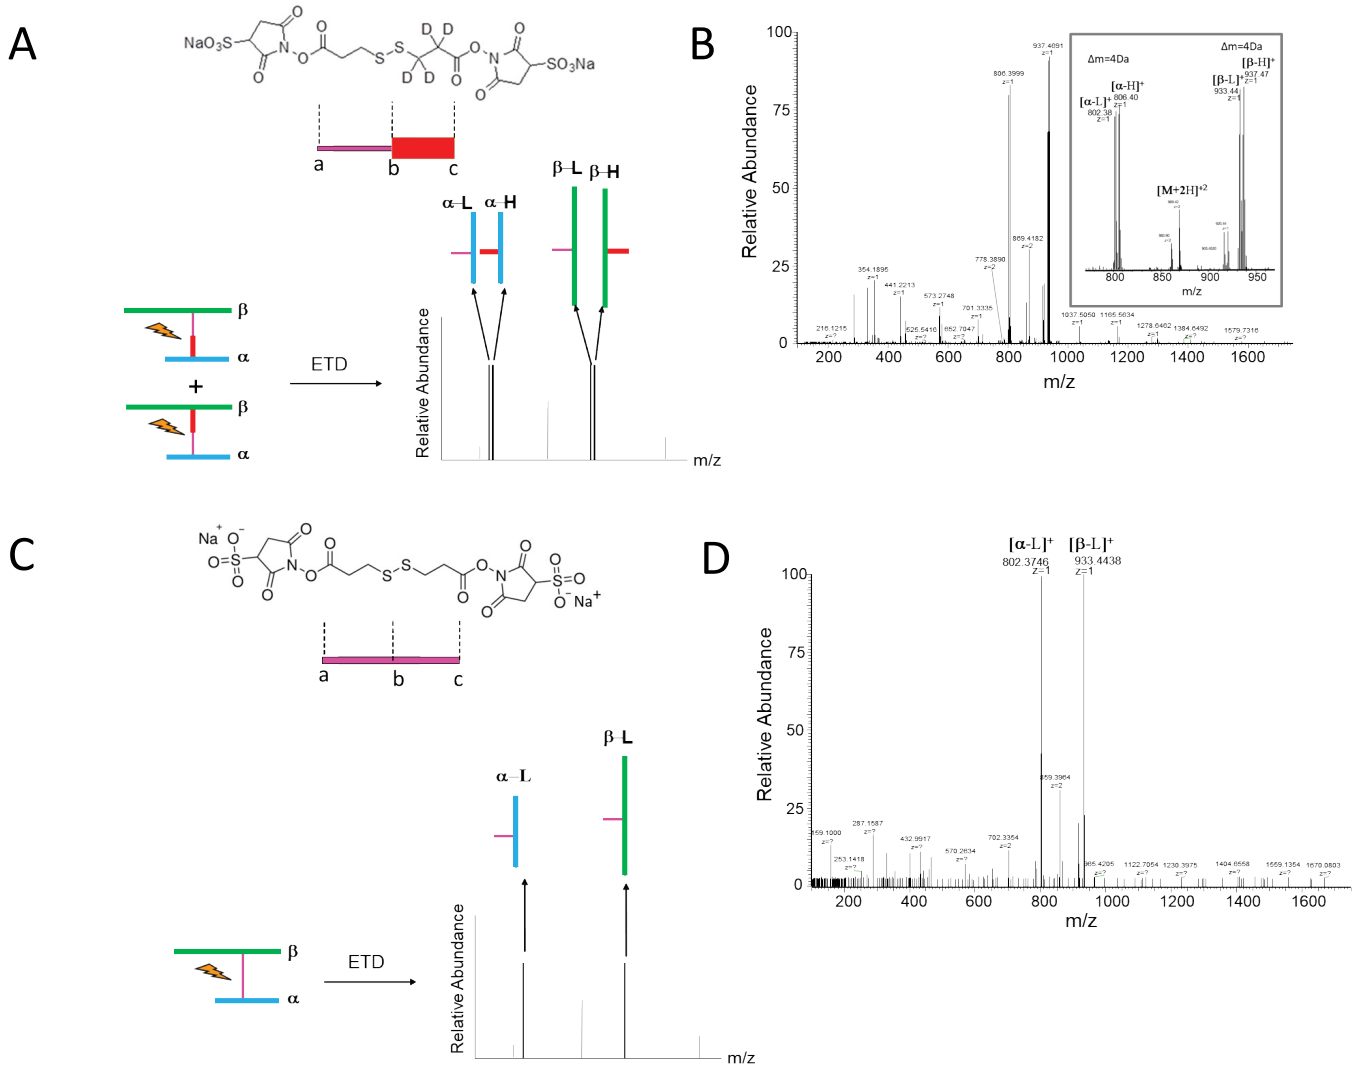 A
NaO₃S
O
O
N
O
O
S
S
D
D
D
D
O
O
N
O
O
SO₃Na
a
b
c
α–L
α–H
β–L
β–H
β
α
+
β
α
ETD
Relative Abundance
m/z
B
Relative Abundance
100
75
50
25
0
200
400
600
800
1000
1200
1400
1600
m/z
937.4691
z=1
806.3999
z=1
869.4182
z=2
778.3890
z=2
354.1895
z=1
441.2213
z=1
573.2748
z=1
701.3335
z=1
216.1215
z=?
525.5416
z=?
652.7047
z=?
1037.5050
z=1
1165.5634
z=1
1278.6462
z=1
1384.6492
z=?
1579.7316
z=?
Δm=4Da
Δm=4Da
[α-L]⁺
802.38
z=1
[α-H]⁺
806.40
z=1
[β-L]⁺
933.44
z=1
[β-H]⁺
937.47
z=1
[M+2H]⁺²
800
850
900
950
m/z
C
Na⁺
O⁻
O
S
O
O
O
N
O
O
S
S
O
O
N
O
O
O
S
O
O⁻
Na⁺
a
b
c
α–L
β–L
β
α
ETD
Relative Abundance
m/z
D
Relative Abundance
100
75
50
25
0
200
400
600
800
1000
1200
1400
1600
m/z
[α-L]⁺
802.3746
z=1
[β-L]⁺
933.4438
z=1
859.3964
z=2
159.1000
z=?
287.1587
z=?
253.1418
z=?
432.9917
z=?
570.2634
z=?
702.3354
z=2
965.4205
z=?
1122.7054
z=?
1230.3975
z=?
1404.6558
z=?
1559.1354
z=?
1670.0803
z=?